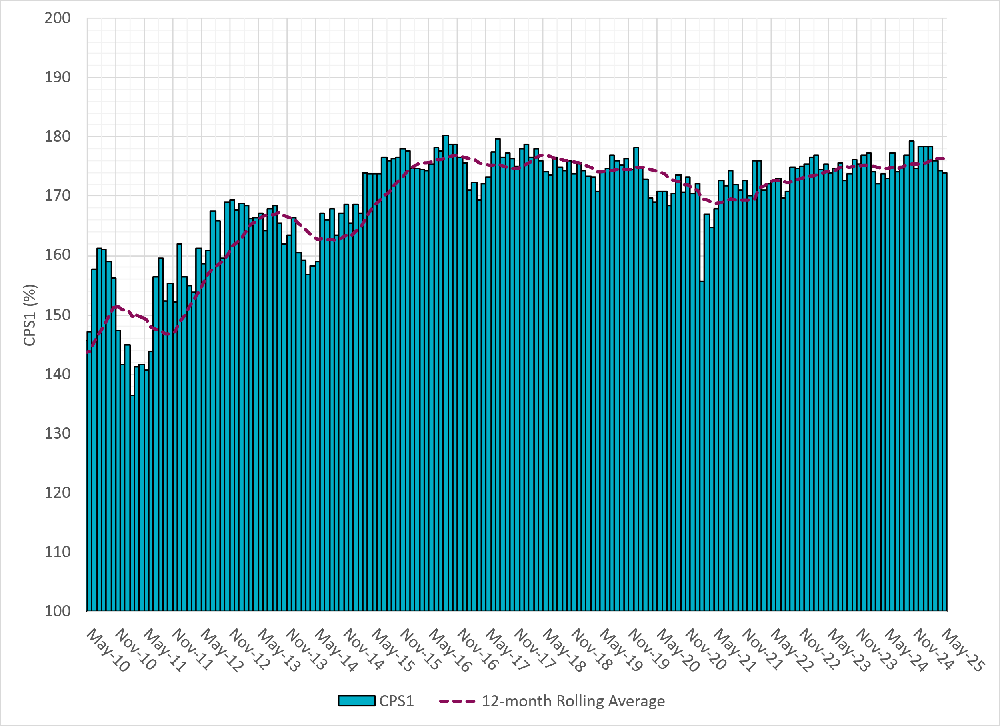 200
190
180
170
160
150
140
130
120
110
100
CPS1 (%)
May-10
Nov-10
May-11
Nov-11
May-12
Nov-12
May-13
Nov-13
May-14
Nov-14
May-15
Nov-15
May-16
Nov-16
May-17
Nov-17
May-18
Nov-18
May-19
Nov-19
May-20
Nov-20
May-21
Nov-21
May-22
Nov-22
May-23
Nov-23
May-24
Nov-24
May-25
CPS1
12-month Rolling Average